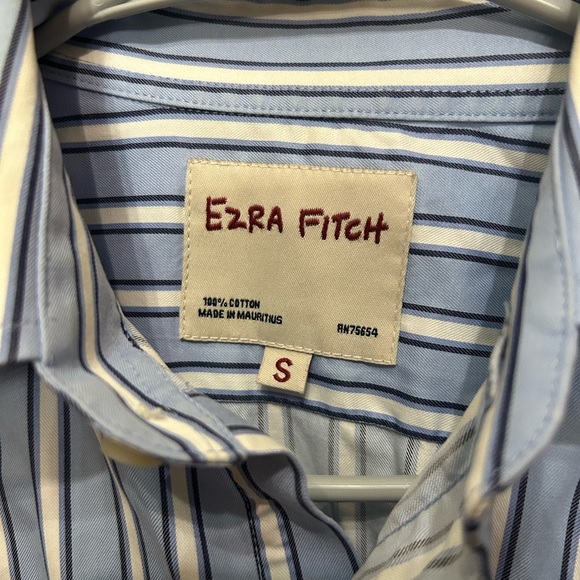 EZRA FITCH
100% COTTON
MADE IN MAURITIUS
RN75654
S